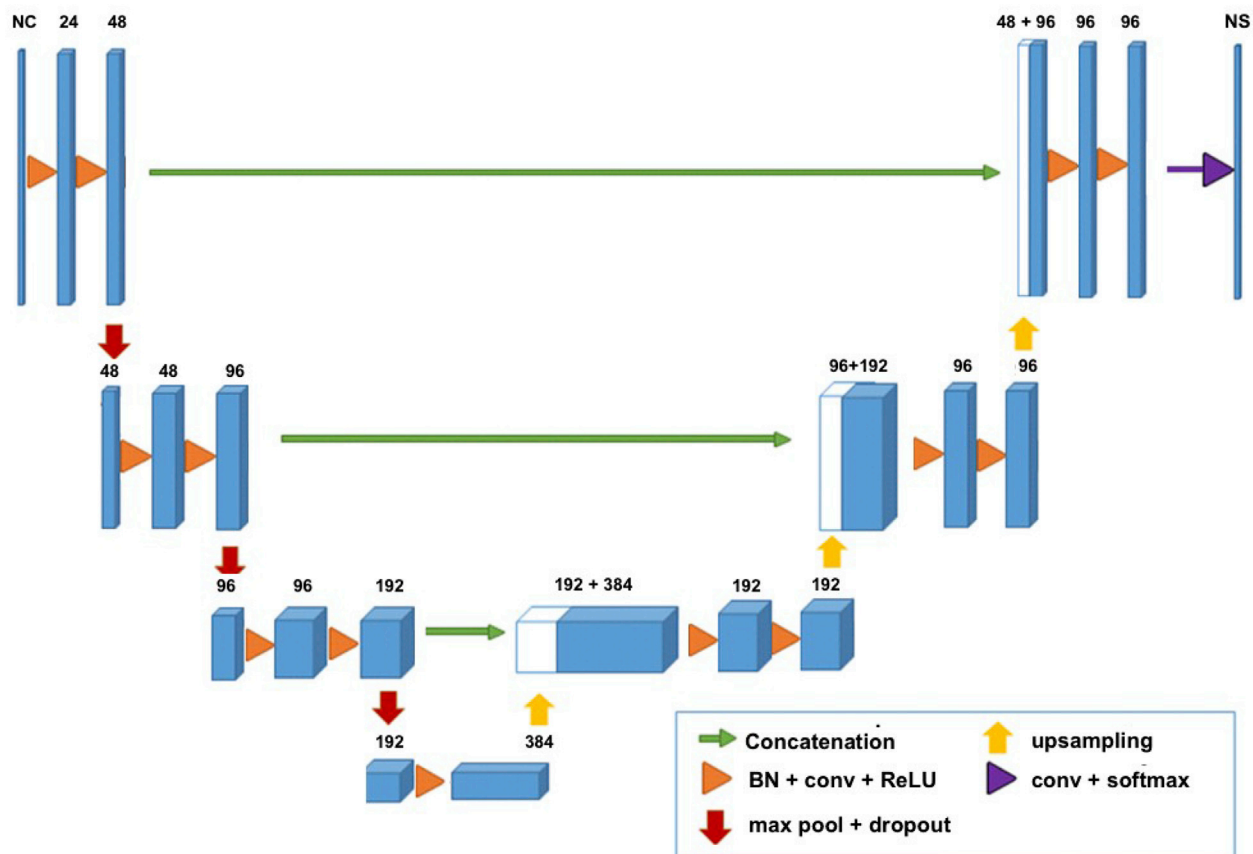 NC 24 48 48 + 96 96 96 NS
48 48 96 96+192 96 96
96 96 192 192 + 384 192 192
192 384
Concatenation upsampling
BN + conv + ReLU conv + softmax
max pool + dropout